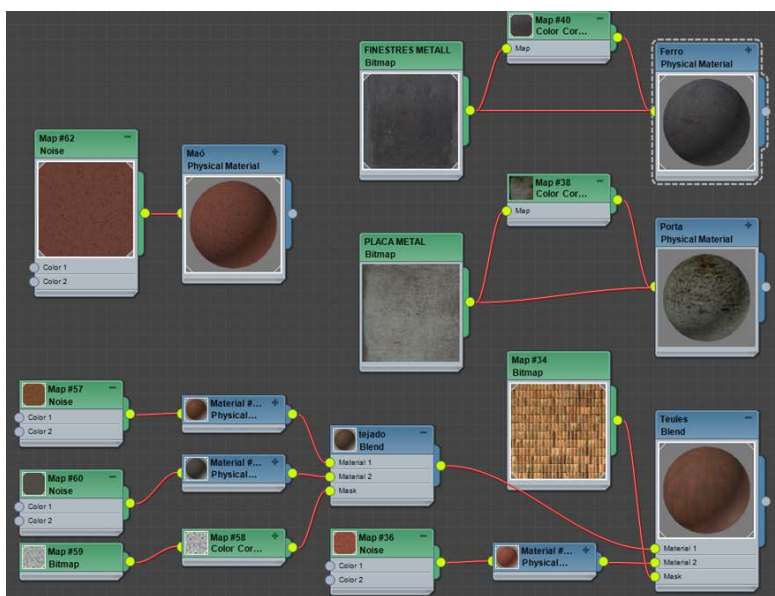 Map #40
Color Cor...
Map
FINESTRES METALL
Bitmap
Ferro
Physical Material
Map #62
Noise
Color 1
Color 2
Maó
Physical Material
Map #38
Color Cor...
Map
PLACA METAL
Bitmap
Porta
Physical Material
Map #34
Bitmap
Map #57
Noise
Color 1
Color 2
Material #...
Physical...
tejado
Blend
Material 1
Material 2
Mask
Teules
Blend
Material 1
Material 2
Mask
Map #60
Noise
Color 1
Color 2
Material #...
Physical...
Map #59
Bitmap
Map #58
Color Cor...
Map #36
Noise
Color 1
Color 2
Material #...
Physical...